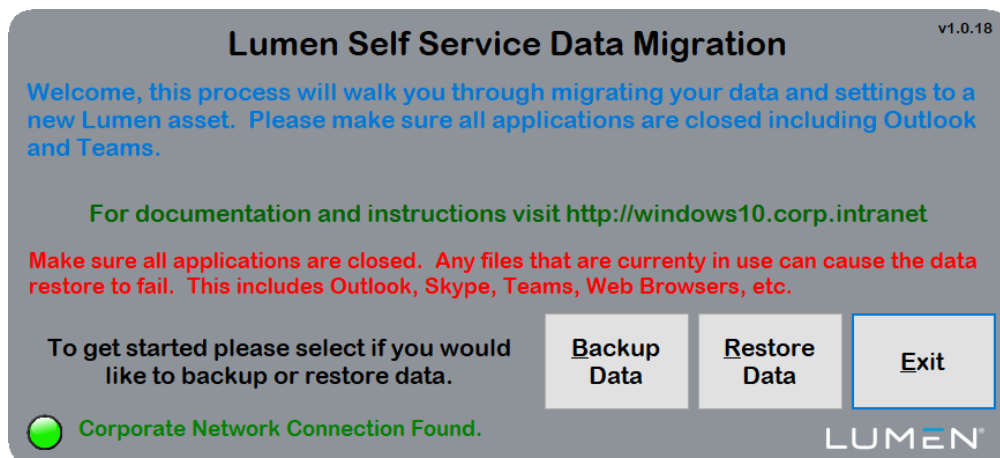 v1.0.18
Lumen Self Service Data Migration
Welcome, this process will walk you through migrating your data and settings to a
new Lumen asset.  Please make sure all applications are closed including Outlook
and Teams.
For documentation and instructions visit http://windows10.corp.intranet
Make sure all applications are closed.  Any files that are currenty in use can cause the data
restore to fail.  This includes Outlook, Skype, Teams, Web Browsers, etc.
To get started please select if you would
like to backup or restore data.
Backup
Data
Restore
Data
Exit
Corporate Network Connection Found.
LUMEN®